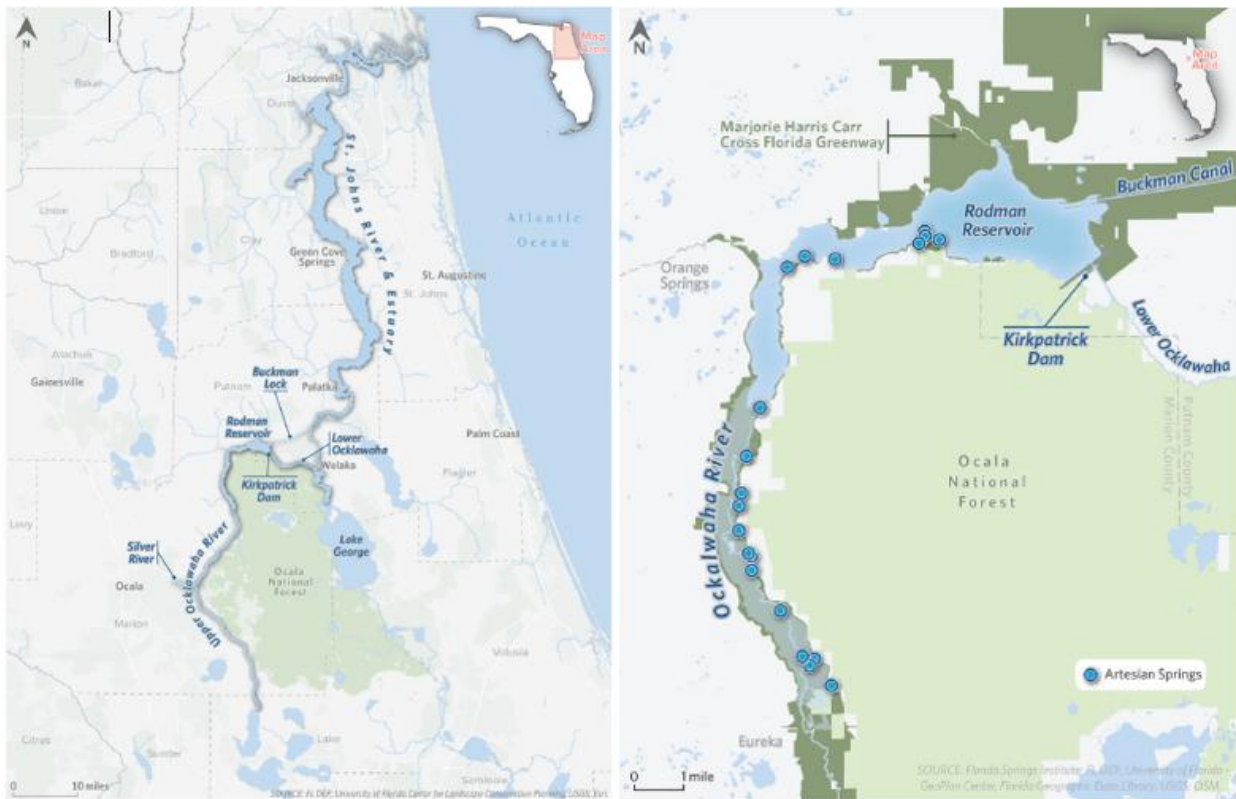 N
Map
Area
Baker
Jacksonville
Duval
St. Johns River & Estuary
Union
Bradford
Clay
Green Cove
Springs
St. Augustine
St. Johns
Atlantic
Ocean
Alachua
Gainesville
Putnam
Buckman
Lock
Palatka
Rodman
Reservoir
Lower
Ocklawaha
Welaka
Kirkpatrick
Dam
Palm Coast
Flagler
Levy
Silver
River
Upper Ocklawaha River
Lake
George
Ocala
Ocala
National
Forest
Marion
Volusia
Citrus
Sumter
Lake
Seminole
0 10 miles
SOURCE: FL DEP, University of Florida Center for Landscape Conservation Planning, USGS, Esri
N
Map
Area
Marjorie Harris Carr
Cross Florida Greenway
Buckman Canal
Rodman
Reservoir
Orange
Springs
Kirkpatrick
Dam
Lower Ocklawaha
Putnam County
Marion County
Ockalwaha River
Ocala
National
Forest
Artesian Springs
Eureka
0 1 mile
SOURCE: Florida Springs Institute, FL DEP, University of Florida -
GeoPlan Center, Florida Geographic Data Library, USGS, OSM